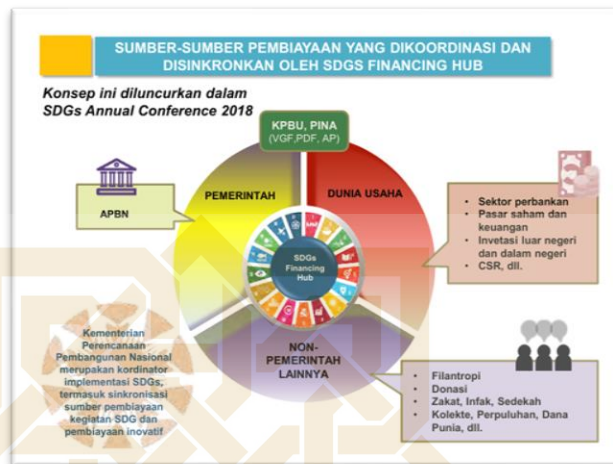 SUMBER-SUMBER PEMBIAYAAN YANG DIKOORDINASI DAN
DISINKRONKAN OLEH SDGS FINANCING HUB
Konsep ini diluncurkan dalam
SDGs Annual Conference 2018
KPBU, PINA
(VGF,PDF, AP)
PEMERINTAH
DUNIA USAHA
APBN
• Sektor perbankan
• Pasar saham dan
keuangan
• Invetasi luar negeri
dan dalam negeri
• CSR, dll.
SDGs
Financing
Hub
NON-
PEMERINTAH
LAINNYA
Kementerian
Perencanaan
Pembangunan Nasional
merupakan kordinator
implementasi SDGs,
termasuk sinkronisasi
sumber pembiayaan
kegiatan SDG dan
pembiayaan inovatif
• Filantropi
• Donasi
• Zakat, Infak, Sedekah
• Kolekte, Perpuluhan, Dana
Punia, dll.